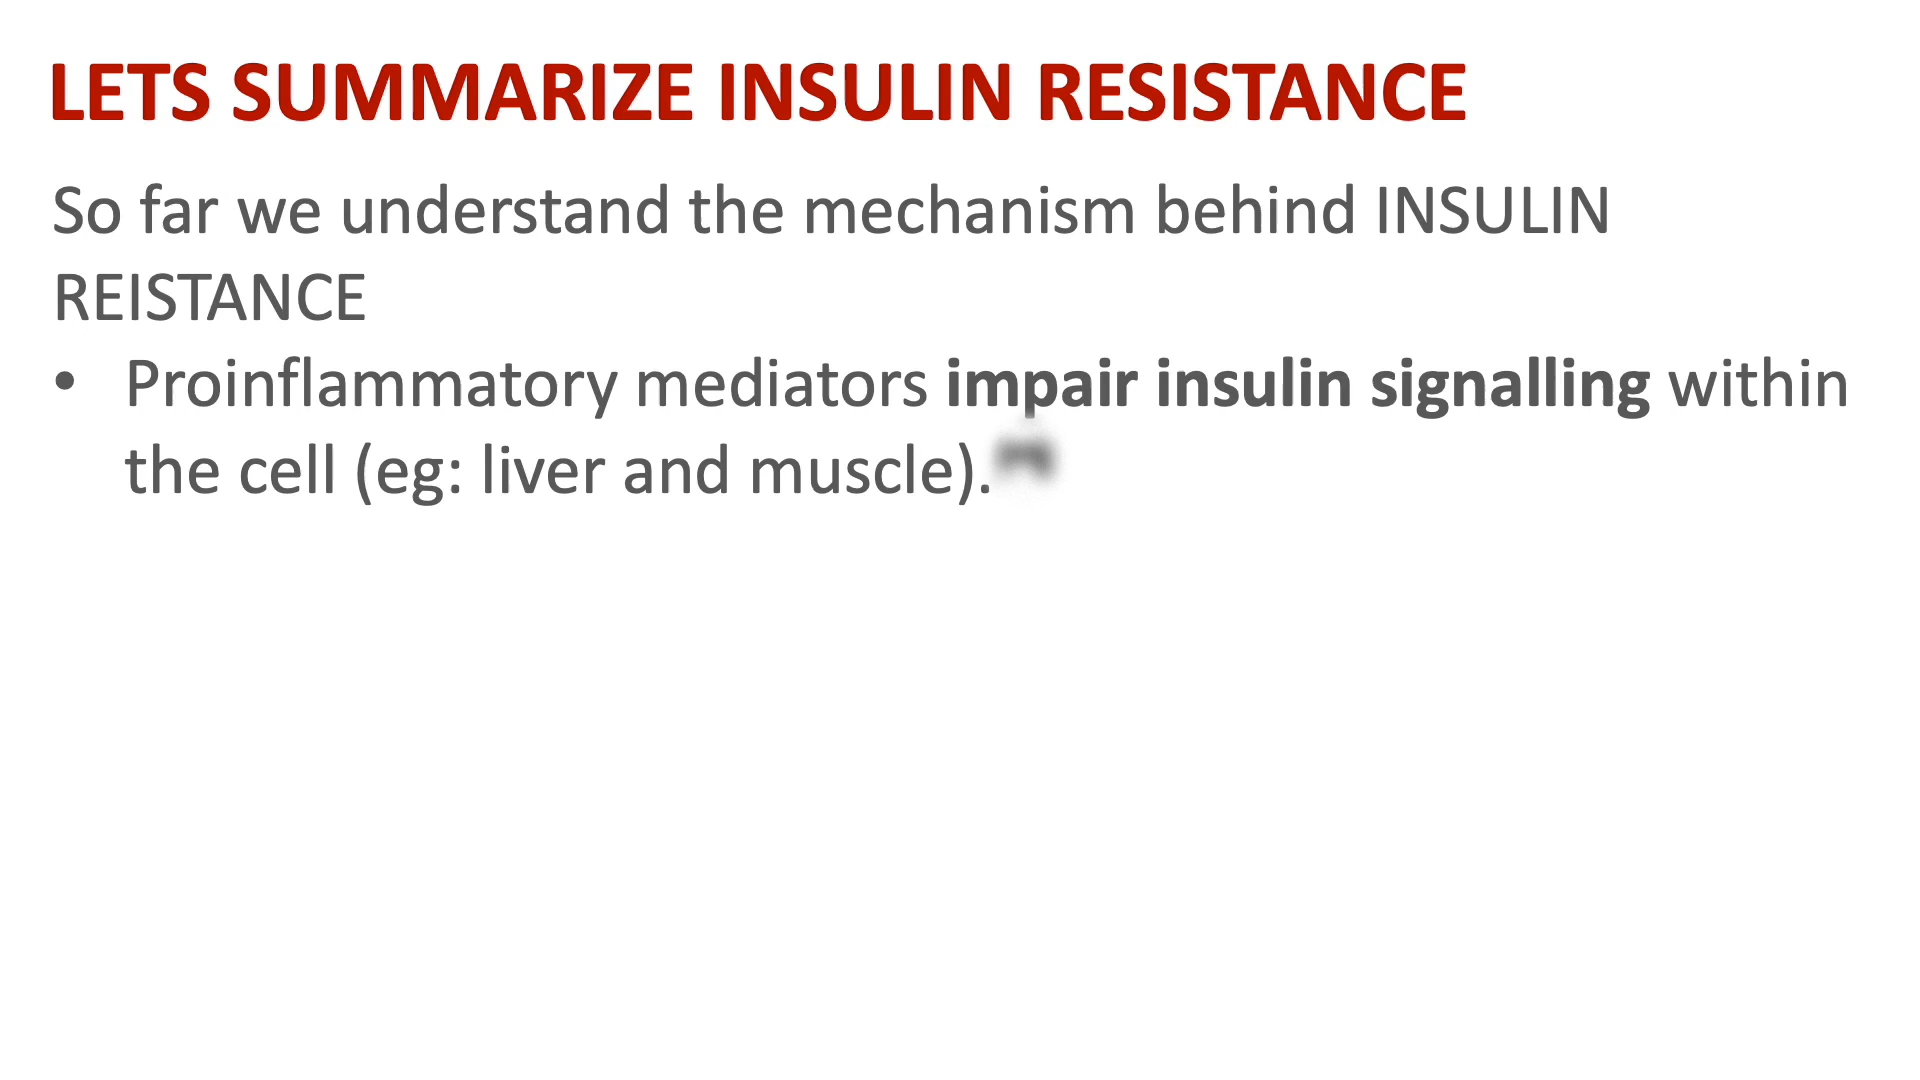 LETS SUMMARIZE INSULIN RESISTANCE
So far we understand the mechanism behind INSULIN
REISTANCE
• Proinflammatory mediators impair insulin signalling within
the cell (eg: liver and muscle).